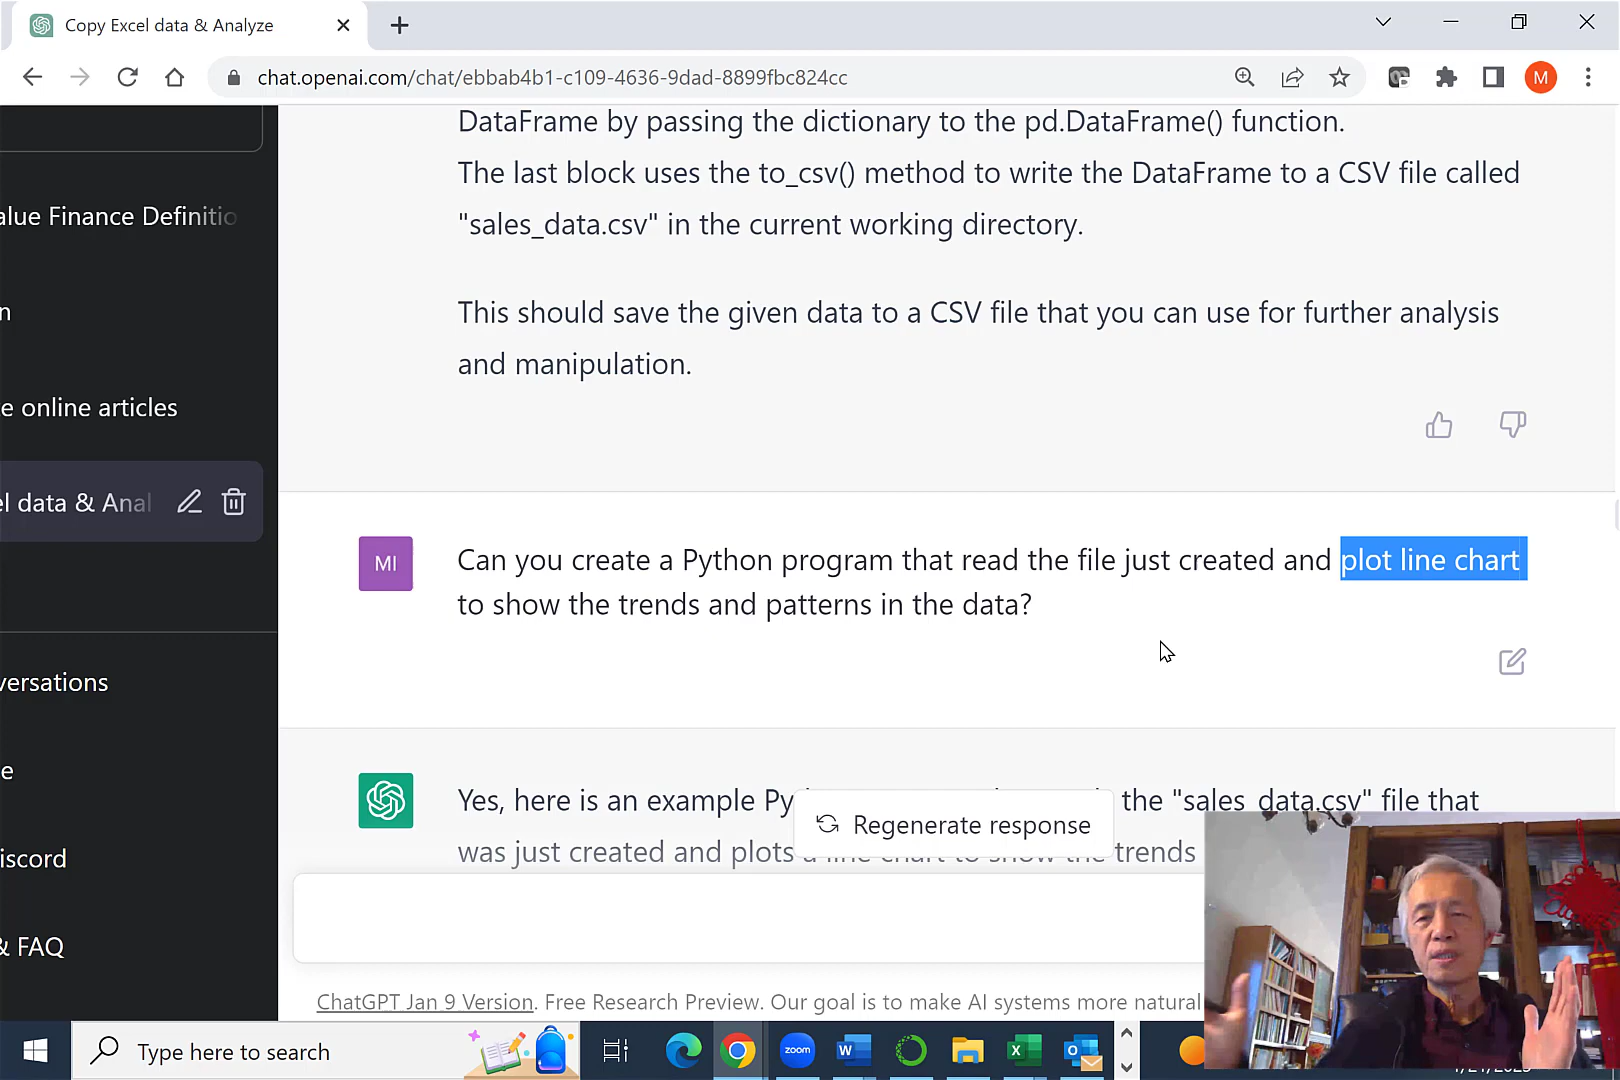 Copy Excel data & Analyze
chat.openai.com/chat/ebbab4b1-c109-4636-9dad-8899fbc824cc
M
DataFrame by passing the dictionary to the pd.DataFrame() function.
The last block uses the to_csv() method to write the DataFrame to a CSV file called
"sales_data.csv" in the current working directory.
This should save the given data to a CSV file that you can use for further analysis
and manipulation.
alue Finance Definitio
n
e online articles
el data & Anal
MI
Can you create a Python program that read the file just created and plot line chart
to show the trends and patterns in the data?
versations
e
iscord
& FAQ
Yes, here is an example Py the "sales_data.csv" file that
was just created and plots a line chart to show the trends
Regenerate response
ChatGPT Jan 9 Version. Free Research Preview. Our goal is to make AI systems more natural
Type here to search
zoom
W
X
O